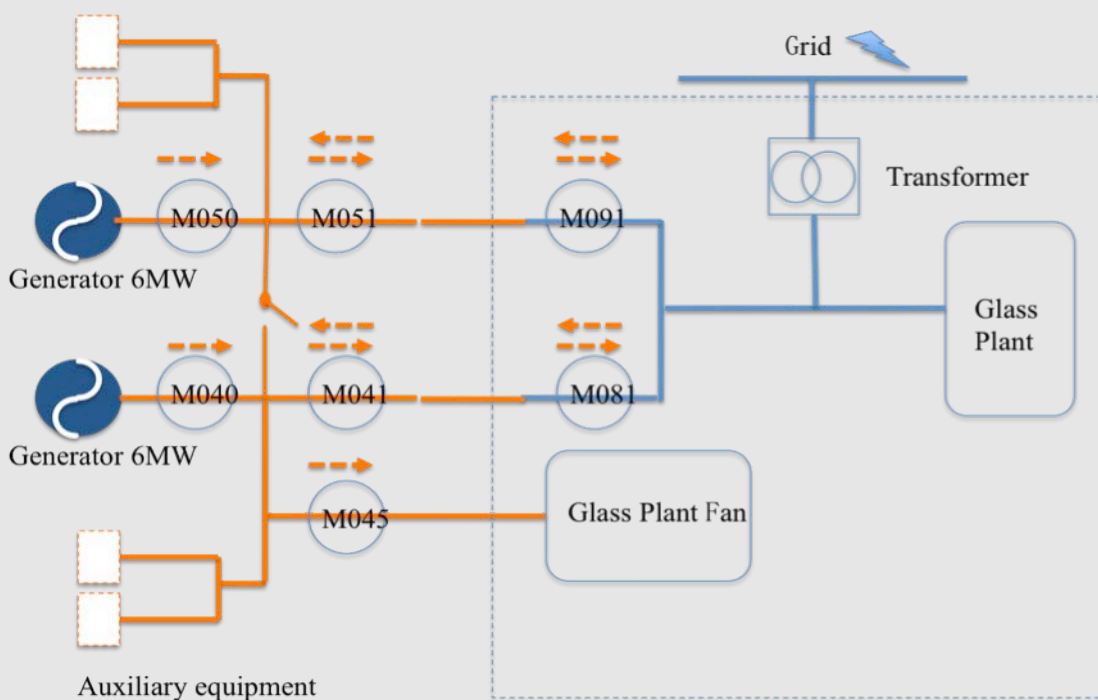 Grid
Transformer
M050
M051
M091
Generator 6MW
Glass
Plant
M040
M041
M081
Generator 6MW
M045
Glass Plant Fan
Auxiliary equipment